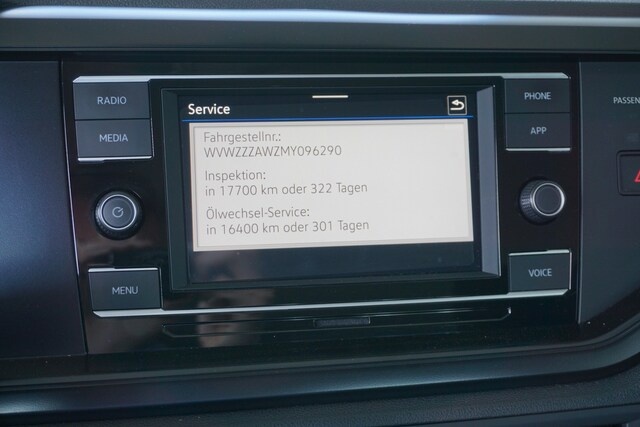 RADIO
MEDIA
MENU
Service
Fahrgestellnr.:
WVWZZZAWZMY096290
Inspektion:
in 17700 km oder 322 Tagen
Ölwechsel-Service:
in 16400 km oder 301 Tagen
PHONE
APP
VOICE
PASSEN